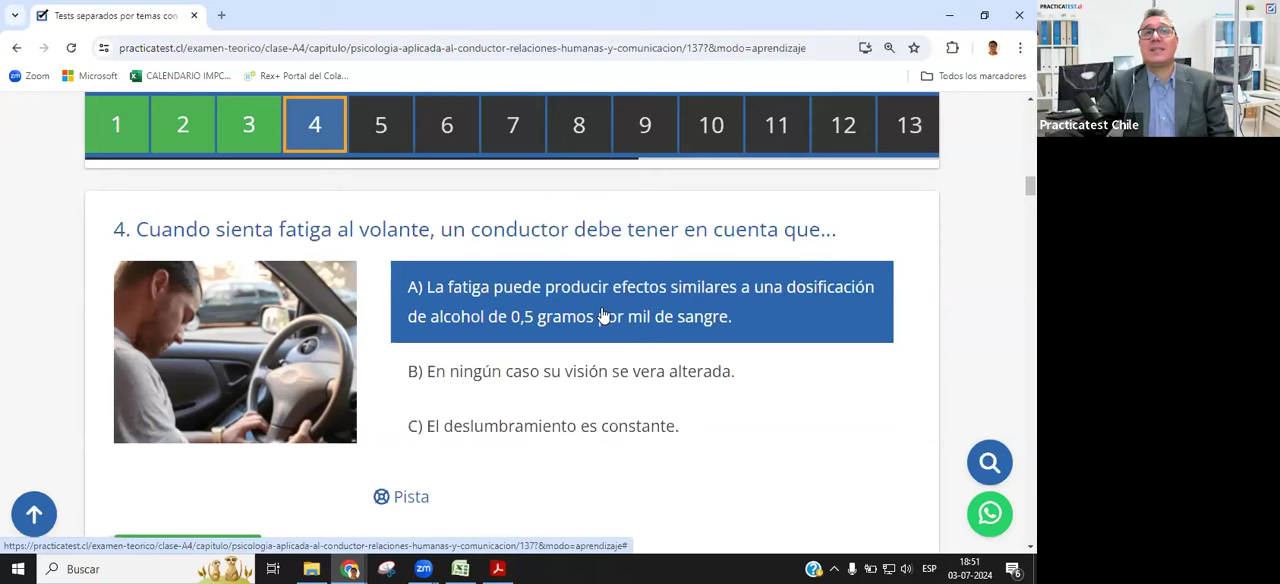 Tests separados por temas con
practicatest.cl/examen-teorico/clase-A4/capitulo/psicologia-aplicada-al-conductor-relaciones-humanas-y-comunicacion/137?&modo=aprendizaje
Zoom
Microsoft
CALENDARIO IMPC...
Rex+ Portal del Cola...
Todos los marcadores
PRACTICATEST.cl
Practicatest Chile
1 2 3 4 5 6 7 8 9 10 11 12 13
4. Cuando sienta fatiga al volante, un conductor debe tener en cuenta que...
A) La fatiga puede producir efectos similares a una dosificación
de alcohol de 0,5 gramos por mil de sangre.
B) En ningún caso su visión se vera alterada.
C) El deslumbramiento es constante.
Pista
https://practicatest.cl/examen-teorico/clase-A4/capitulo/psicologia-aplicada-al-conductor-relaciones-humanas-y-comunicacion/137?&modo=aprendizaje#
Buscar
zm
ESP
18:51
03-07-2024
6